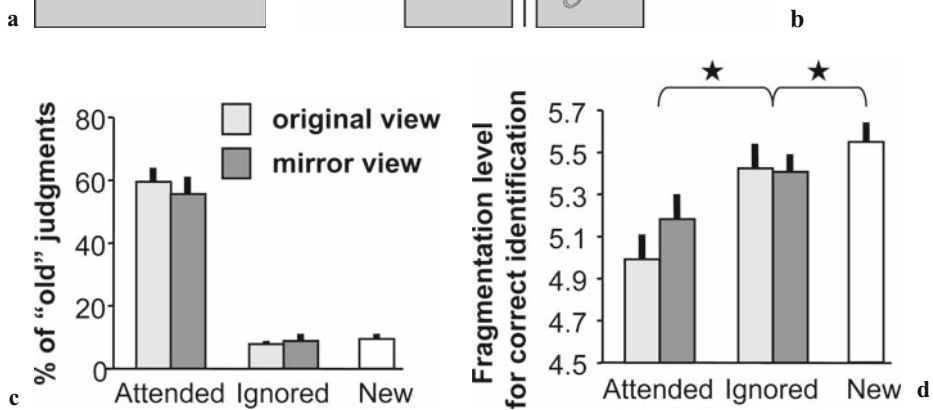 a
b
% of “old” judgments
80
60
40
20
0
original view
mirror view
Attended Ignored New
c
Fragmentation level
for correct identification
5.7
5.5
5.3
5.1
4.9
4.7
4.5
Attended Ignored New
d